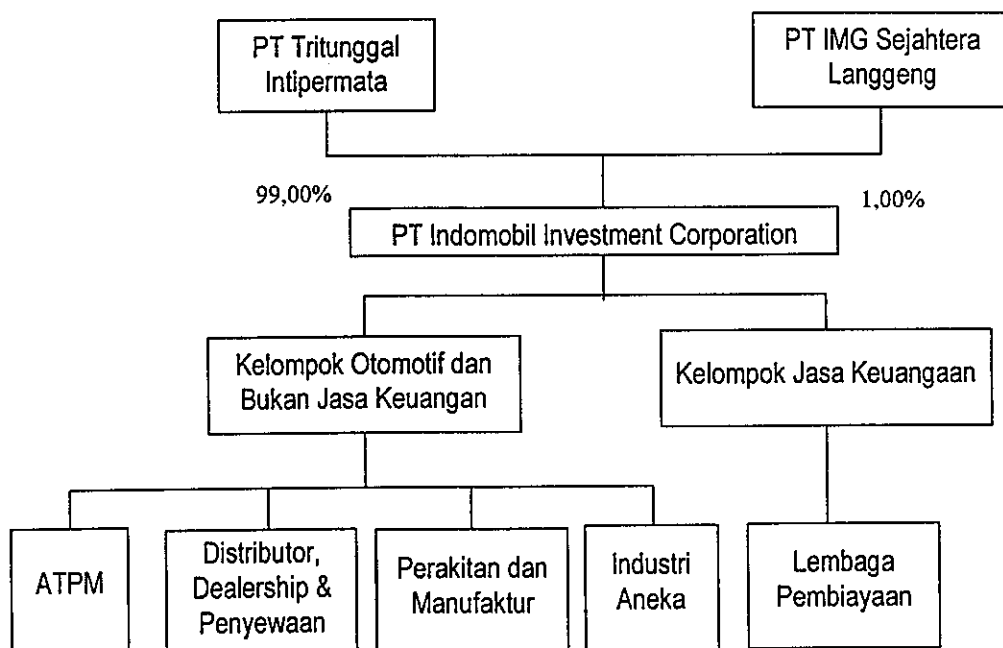 PT Tritunggal
Intipermata
PT IMG Sejahtera
Langgeng
99,00%
1,00%
PT Indomobil Investment Corporation
Kelompok Otomotif dan
Bukan Jasa Keuangan
Kelompok Jasa Keuangaan
ATPM
Distributor,
Dealership &
Penyewaan
Perakitan dan
Manufaktur
Industri
Aneka
Lembaga
Pembiayaan